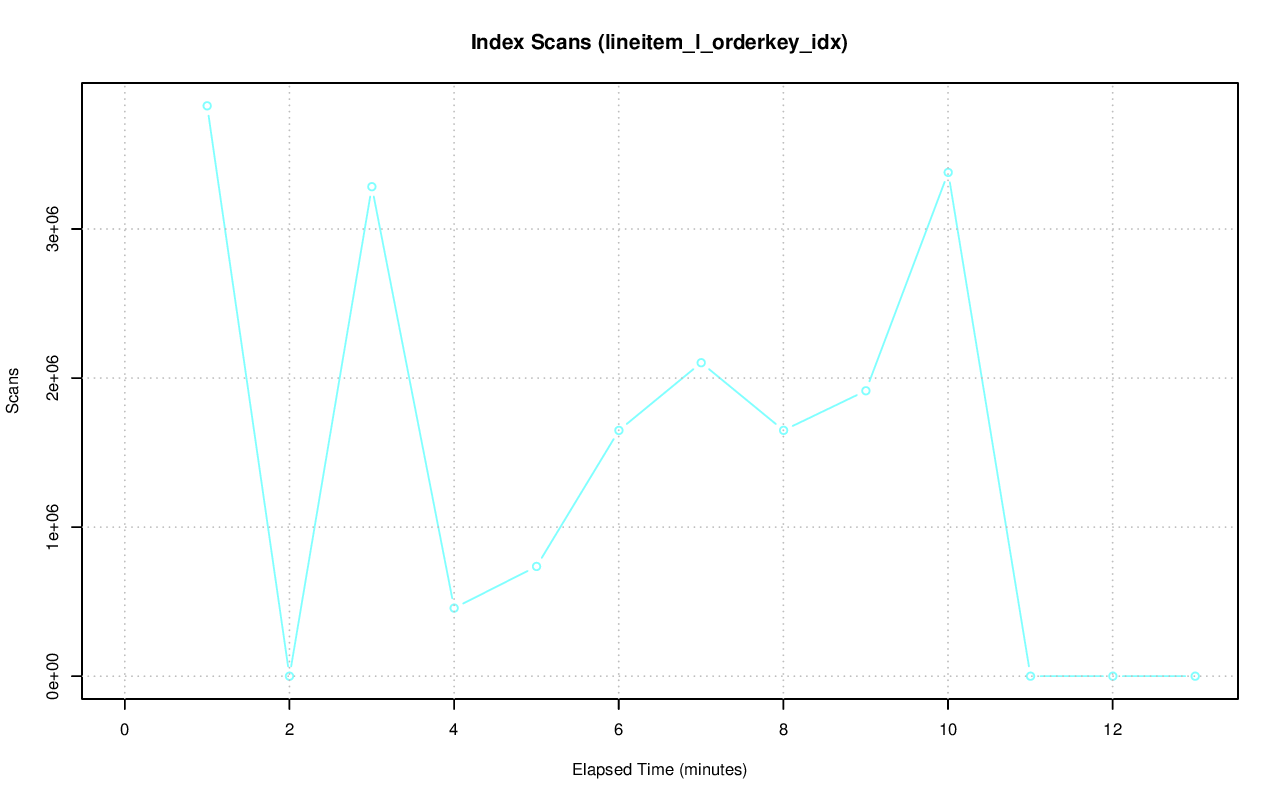 Index Scans (lineitem_l_orderkey_idx)
Scans
3e+06
2e+06
1e+06
0e+00
0 2 4 6 8 10 12
Elapsed Time (minutes)